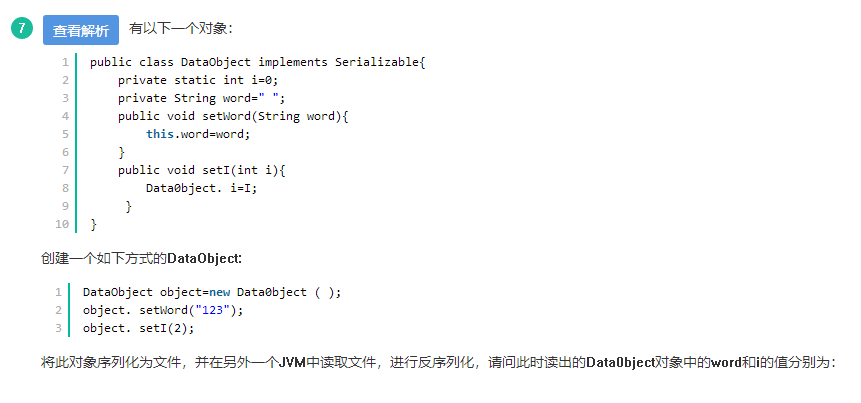 7 查看解析 有以下一个对象：
1 public class DataObject implements Serializable{
2 private static int i=0;
3 private String word=" ";
4 public void setWord(String word){
5 this.word=word;
6 }
7 public void setI(int i){
8 Data0bject. i=I;
9 }
10 }
创建一个如下方式的DataObject:
1 DataObject object=new Data0bject ( );
2 object. setWord("123");
3 object. setI(2);
将此对象序列化为文件，并在另外一个JVM中读取文件，进行反序列化，请问此时读出的Data0bject对象中的word和i的值分别为：